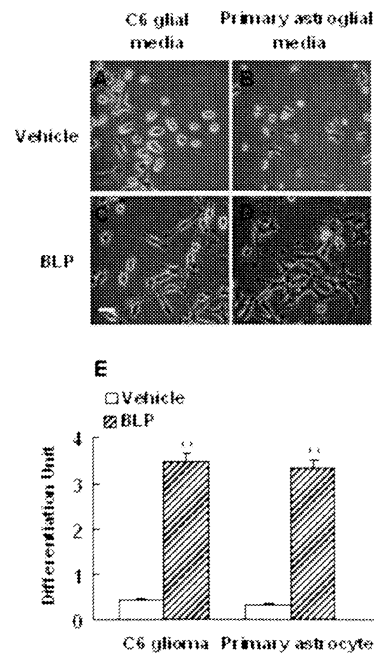 C6 glial media
Primary astroglial media
Vehicle
A
B
BLP
C
D
E
Vehicle
BLP
Differentiation Unit
4
3
2
1
0
**
**
C6 glioma
Primary astrocyte